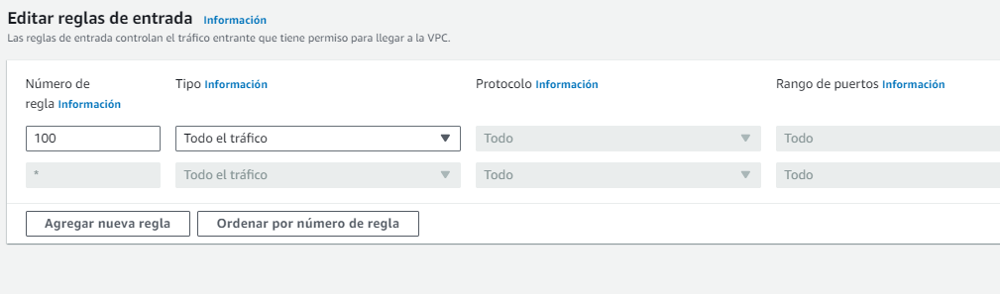 Editar reglas de entrada Información
Las reglas de entrada controlan el tráfico entrante que tiene permiso para llegar a la VPC.
Número de regla Información
Tipo Información
Protocolo Información
Rango de puertos Información
100 Todo el tráfico Todo Todo
* Todo el tráfico Todo Todo
Agregar nueva regla Ordenar por número de regla